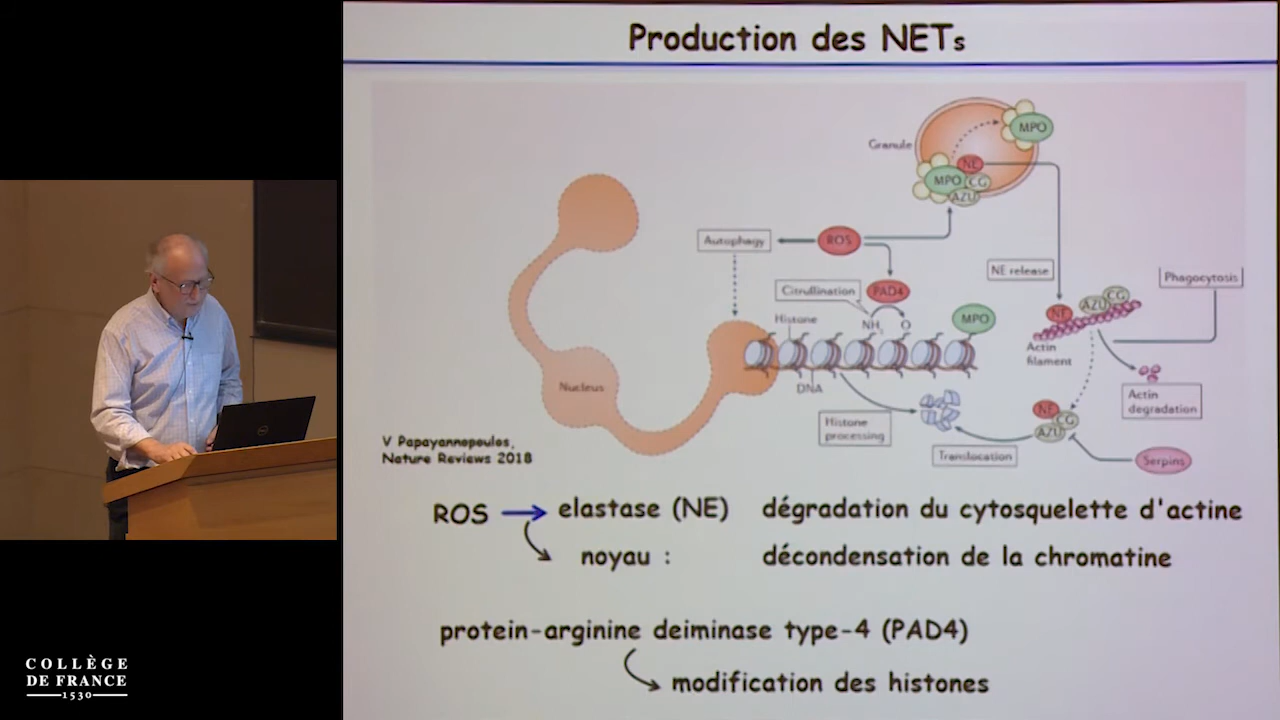 Production des NETs
Granule
MPO
NE
MPO
CG
AZU
Autophagy
ROS
NE release
Phagocytosis
Citrullination
PAD4
Histone
NH
O
MPO
NE
AZU
CG
Actin
filament
DNA
Nucleus
Actin
degradation
Histone
processing
NE
CG
AZU
Translocation
Serpins
V Papayannopoulos,
Nature Reviews 2018
ROS → elastase (NE) dégradation du cytosquelette d'actine
noyau : décondensation de la chromatine
protein-arginine deiminase type-4 (PAD4)
modification des histones
COLLÈGE
DE FRANCE
1530